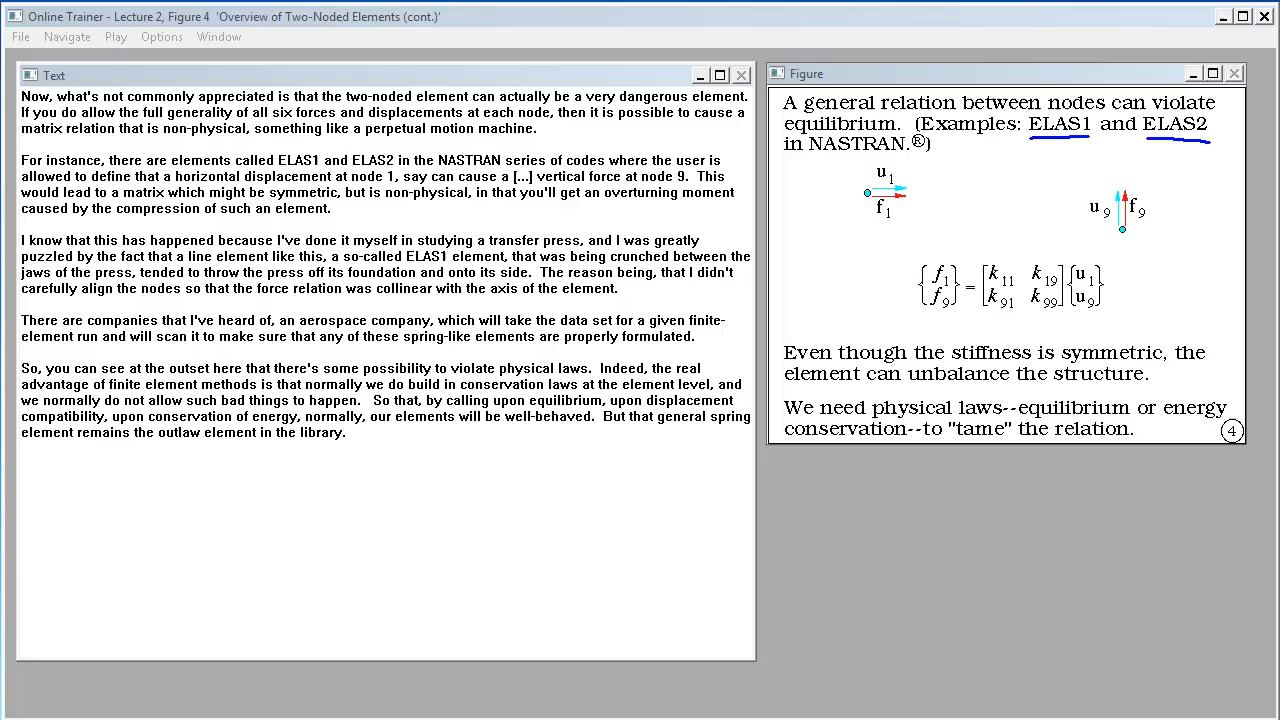 Online Trainer - Lecture 2, Figure 4 'Overview of Two-Noded Elements (cont.)'
File Navigate Play Options Window
Text
Now, what's not commonly appreciated is that the two-noded element can actually be a very dangerous element.
If you do allow the full generality of all six forces and displacements at each node, then it is possible to cause a
matrix relation that is non-physical, something like a perpetual motion machine.
For instance, there are elements called ELAS1 and ELAS2 in the NASTRAN series of codes where the user is
allowed to define that a horizontal displacement at node 1, say can cause a [...] vertical force at node 9. This
would lead to a matrix which might be symmetric, but is non-physical, in that you'll get an overturning moment
caused by the compression of such an element.
I know that this has happened because I've done it myself in studying a transfer press, and I was greatly
puzzled by the fact that a line element like this, a so-called ELAS1 element, that was being crunched between the
jaws of the press, tended to throw the press off its foundation and onto its side. The reason being, that I didn't
carefully align the nodes so that the force relation was collinear with the axis of the element.
There are companies that I've heard of, an aerospace company, which will take the data set for a given finite-
element run and will scan it to make sure that any of these spring-like elements are properly formulated.
So, you can see at the outset here that there's some possibility to violate physical laws. Indeed, the real
advantage of finite element methods is that normally we do build in conservation laws at the element level, and
we normally do not allow such bad things to happen. So that, by calling upon equilibrium, upon displacement
compatibility, upon conservation of energy, normally, our elements will be well-behaved. But that general spring
element remains the outlaw element in the library.
Figure
A general relation between nodes can violate
equilibrium. (Examples: ELAS1 and ELAS2
in NASTRAN.®)
u1
f1
u9 f9
{f1 f9} = [k11 k19 k91 k99] {u1 u9}
Even though the stiffness is symmetric, the
element can unbalance the structure.
We need physical laws--equilibrium or energy
conservation--to "tame" the relation.
4